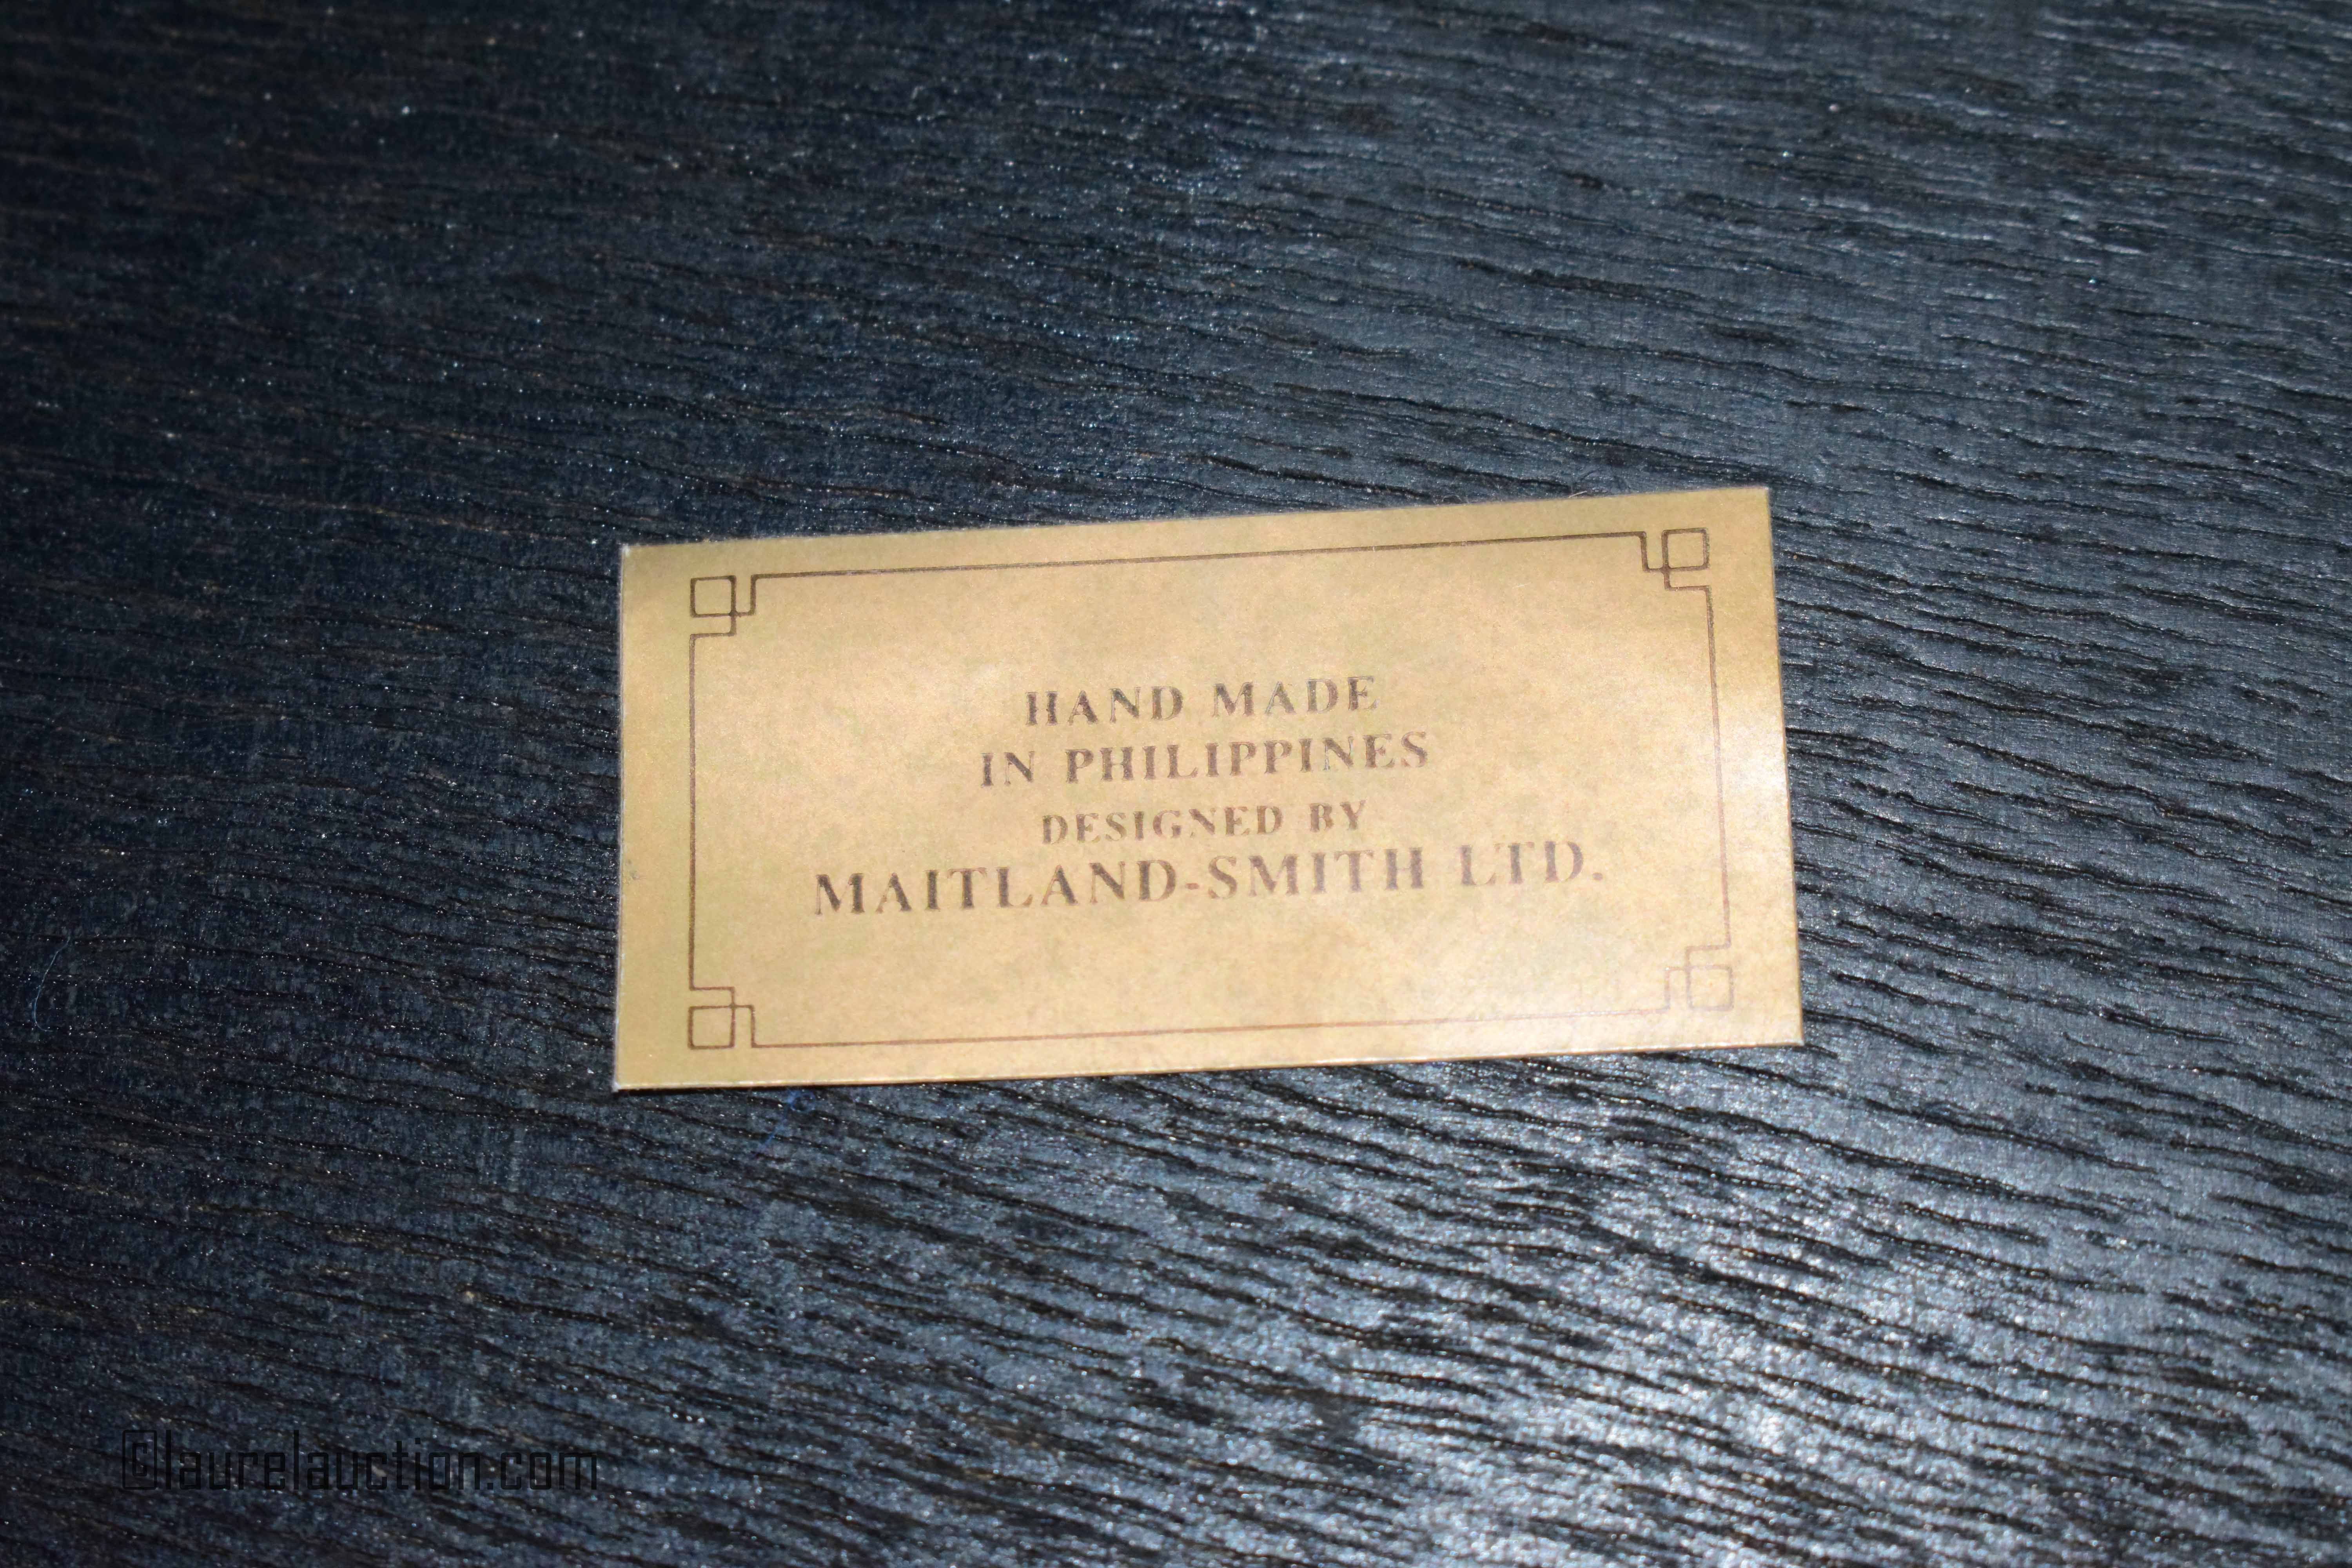 HAND MADE
IN PHILIPPINES
DESIGNED BY
MAITLAND-SMITH LTD.
©laurelauction.com